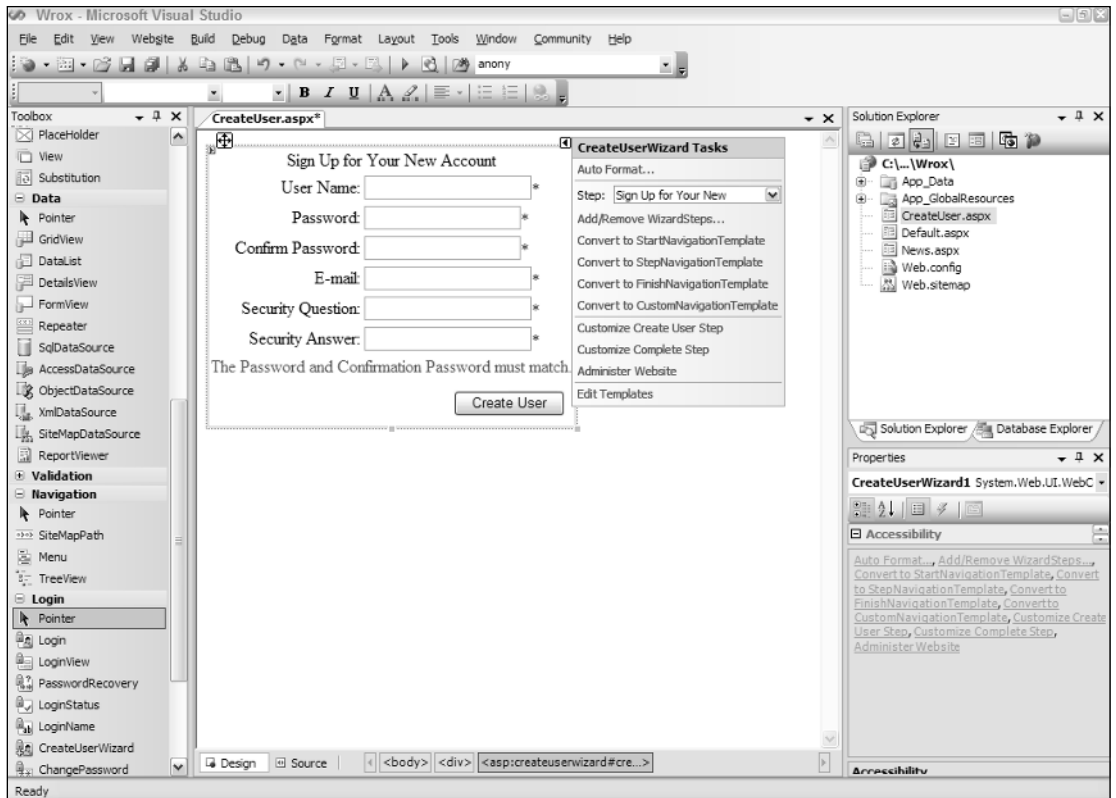 Wrox - Microsoft Visual Studio
File Edit View Website Build Debug Data Format Layout Tools Window Community Help
anony
B I U
Toolbox
PlaceHolder
View
Substitution
Data
Pointer
GridView
DataList
DetailsView
FormView
Repeater
SqlDataSource
AccessDataSource
ObjectDataSource
XmlDataSource
SiteMapDataSource
ReportViewer
Validation
Navigation
Pointer
SiteMapPath
Menu
TreeView
Login
Pointer
Login
LoginView
PasswordRecovery
LoginStatus
LoginName
CreateUserWizard
ChangePassword
CreateUser.aspx*
Sign Up for Your New Account
User Name: *
Password: *
Confirm Password: *
E-mail: *
Security Question: *
Security Answer: *
The Password and Confirmation Password must match.
Create User
CreateUserWizard Tasks
Auto Format...
Step: Sign Up for Your New
Add/Remove WizardSteps...
Convert to StartNavigationTemplate
Convert to StepNavigationTemplate
Convert to FinishNavigationTemplate
Convert to CustomNavigationTemplate
Customize Create User Step
Customize Complete Step
Administer Website
Edit Templates
Design Source <body> <div> <asp:createuserwizard#cre...>
Solution Explorer
C:\...\Wrox\
App_Data
App_GlobalResources
CreateUser.aspx
Default.aspx
News.aspx
Web.config
Web.sitemap
Solution Explorer Database Explorer
Properties
CreateUserWizard1 System.Web.UI.WebC
Accessibility
Auto Format..., Add/Remove WizardSteps...,
Convert to StartNavigationTemplate, Convert
to StepNavigationTemplate, Convert to
FinishNavigationTemplate, Convert to
CustomNavigationTemplate, Customize Create
User Step, Customize Complete Step,
Administer Website
Accessibility
Ready